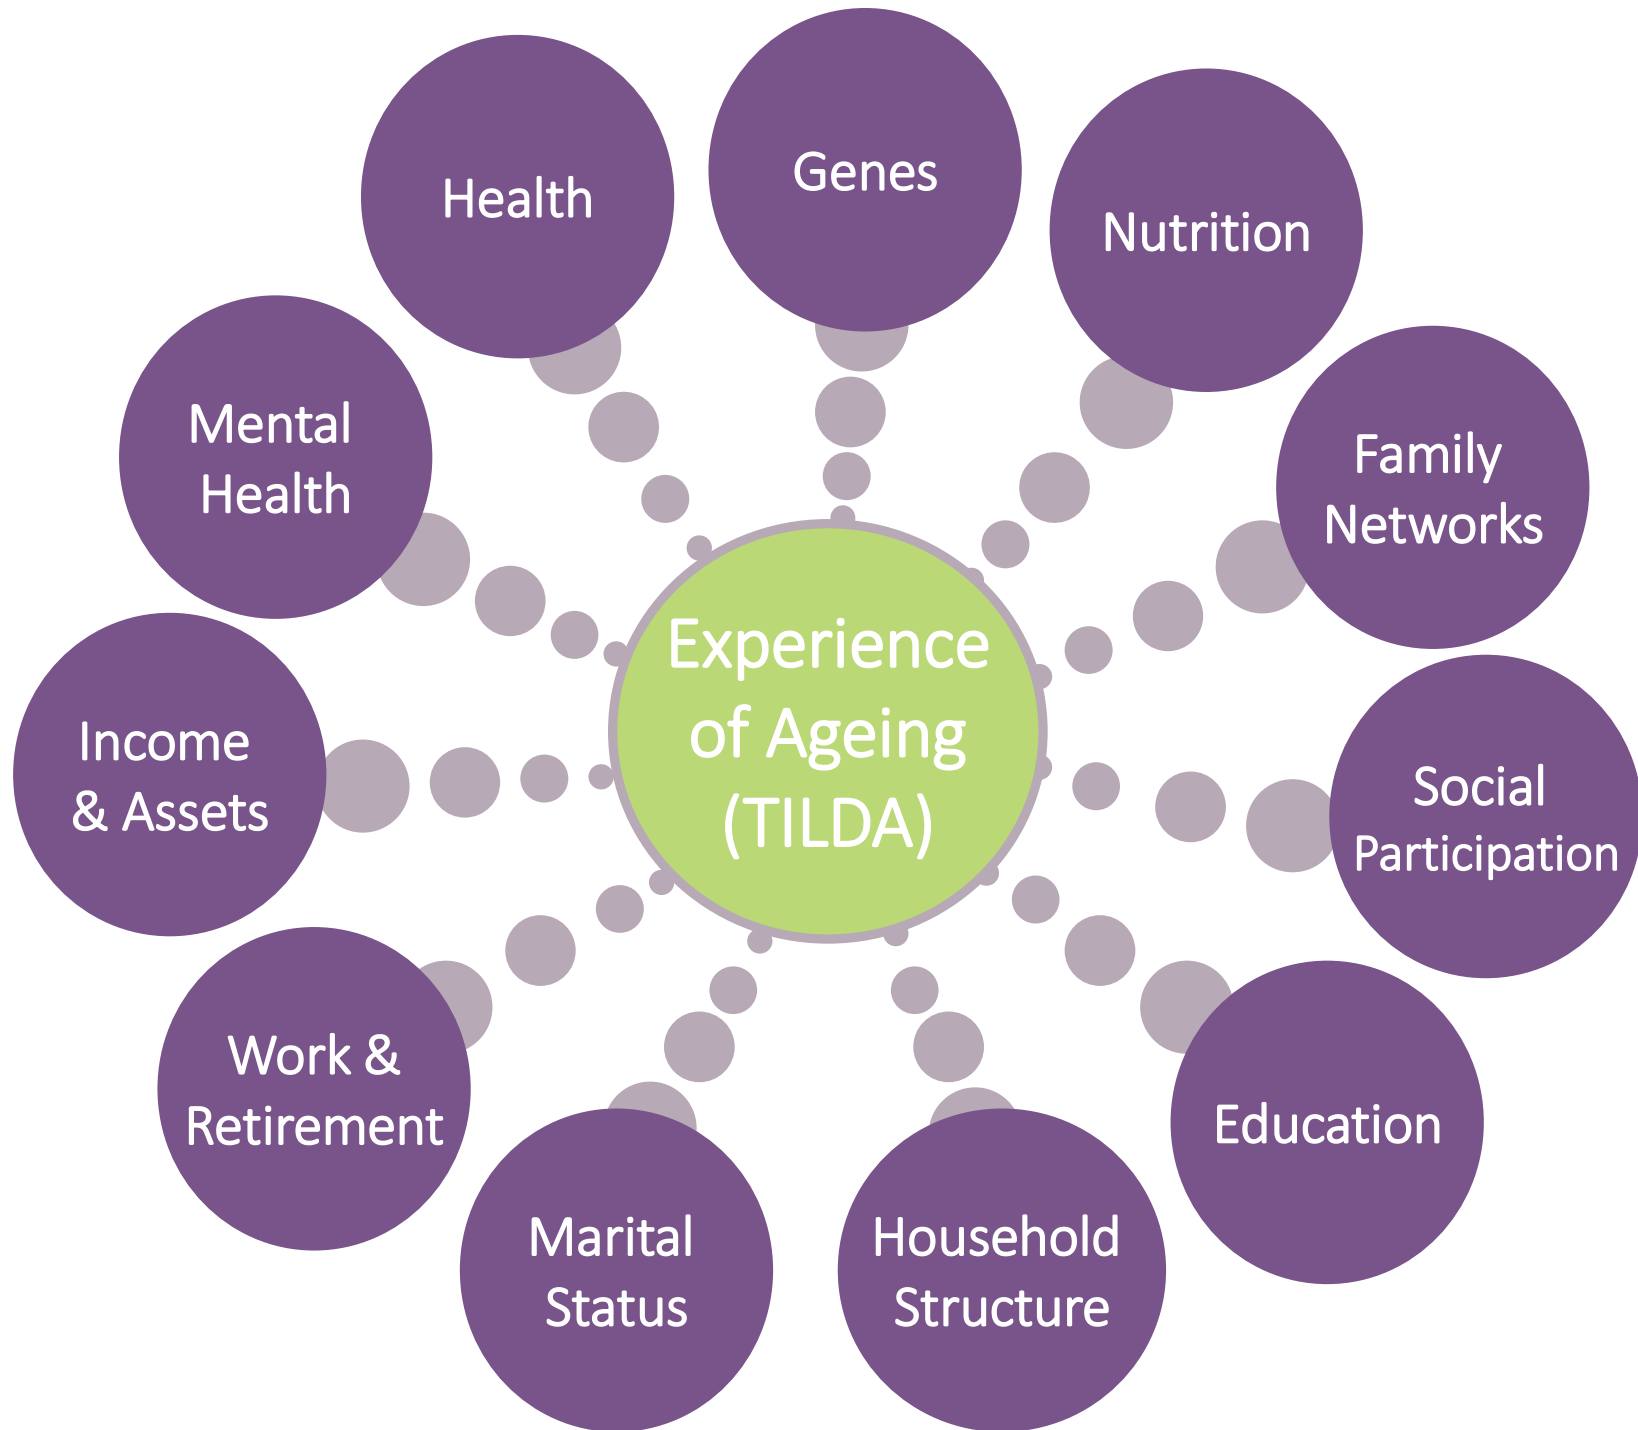 Genes
Health
Nutrition
Mental
Health
Family
Networks
Experience
of Ageing
(TILDA)
Income
& Assets
Social
Participation
Work &
Retirement
Education
Marital
Status
Household
Structure